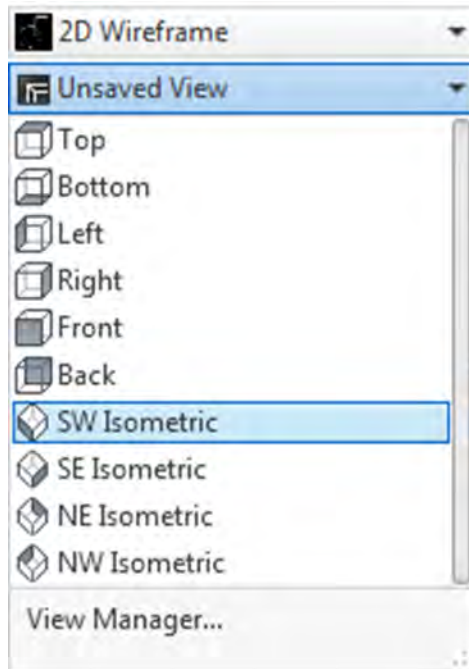 2D Wireframe
Unsaved View
Top
Bottom
Left
Right
Front
Back
SW Isometric
SE Isometric
NE Isometric
NW Isometric
View Manager...